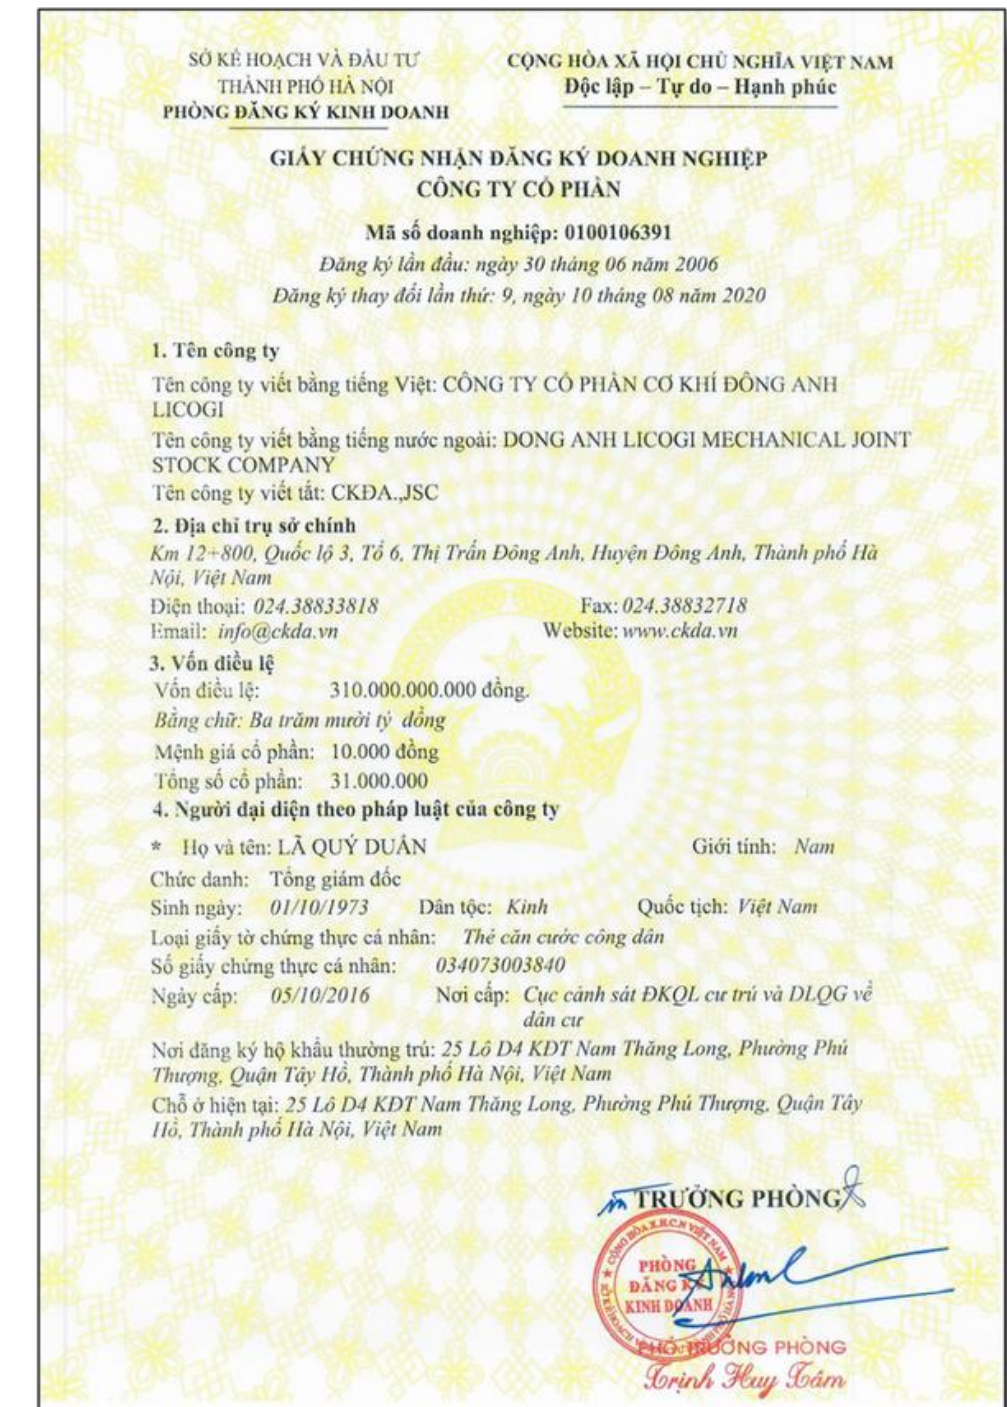 SỞ KẾ HOẠCH VÀ ĐẦU TƯ
THÀNH PHỐ HÀ NỘI
PHÒNG ĐĂNG KÝ KINH DOANH
CỘNG HÒA XÃ HỘI CHỦ NGHĨA VIỆT NAM
Độc lập – Tự do – Hạnh phúc
GIẤY CHỨNG NHẬN ĐĂNG KÝ DOANH NGHIỆP
CÔNG TY CỔ PHẦN
Mã số doanh nghiệp: 0100106391
Đăng ký lần đầu: ngày 30 tháng 06 năm 2006
Đăng ký thay đổi lần thứ: 9, ngày 10 tháng 08 năm 2020
1. Tên công ty
Tên công ty viết bằng tiếng Việt: CÔNG TY CỔ PHẦN CƠ KHÍ ĐÔNG ANH
LICOGI
Tên công ty viết bằng tiếng nước ngoài: DONG ANH LICOGI MECHANICAL JOINT
STOCK COMPANY
Tên công ty viết tắt: CKĐA.,JSC
2. Địa chỉ trụ sở chính
Km 12+800, Quốc lộ 3, Tổ 6, Thị Trấn Đông Anh, Huyện Đông Anh, Thành phố Hà
Nội, Việt Nam
Điện thoại: 024.38833818 Fax: 024.38832718
Email: info@ckda.vn Website: www.ckda.vn
3. Vốn điều lệ
Vốn điều lệ: 310.000.000.000 đồng.
Bằng chữ: Ba trăm mười tỷ đồng
Mệnh giá cổ phần: 10.000 đồng
Tổng số cổ phần: 31.000.000
4. Người đại diện theo pháp luật của công ty
* Họ và tên: LÃ QUÝ DUẨN Giới tính: Nam
Chức danh: Tổng giám đốc
Sinh ngày: 01/10/1973 Dân tộc: Kinh Quốc tịch: Việt Nam
Loại giấy tờ chứng thực cá nhân: Thẻ căn cước công dân
Số giấy chứng thực cá nhân: 034073003840
Ngày cấp: 05/10/2016 Nơi cấp: Cục cảnh sát ĐKQL cư trú và DLQG về
dân cư
Nơi đăng ký hộ khẩu thường trú: 25 Lô D4 KĐT Nam Thăng Long, Phường Phú
Thượng, Quận Tây Hồ, Thành phố Hà Nội, Việt Nam
Chỗ ở hiện tại: 25 Lô D4 KĐT Nam Thăng Long, Phường Phú Thượng, Quận Tây
Hồ, Thành phố Hà Nội, Việt Nam
TRƯỞNG PHÒNG
CỘNG HÒA X.H.C.N VIỆT NAM
PHÒNG
ĐĂNG KÝ
KINH DOANH
PHÓ TRƯỞNG PHÒNG
Trịnh Huy Tâm